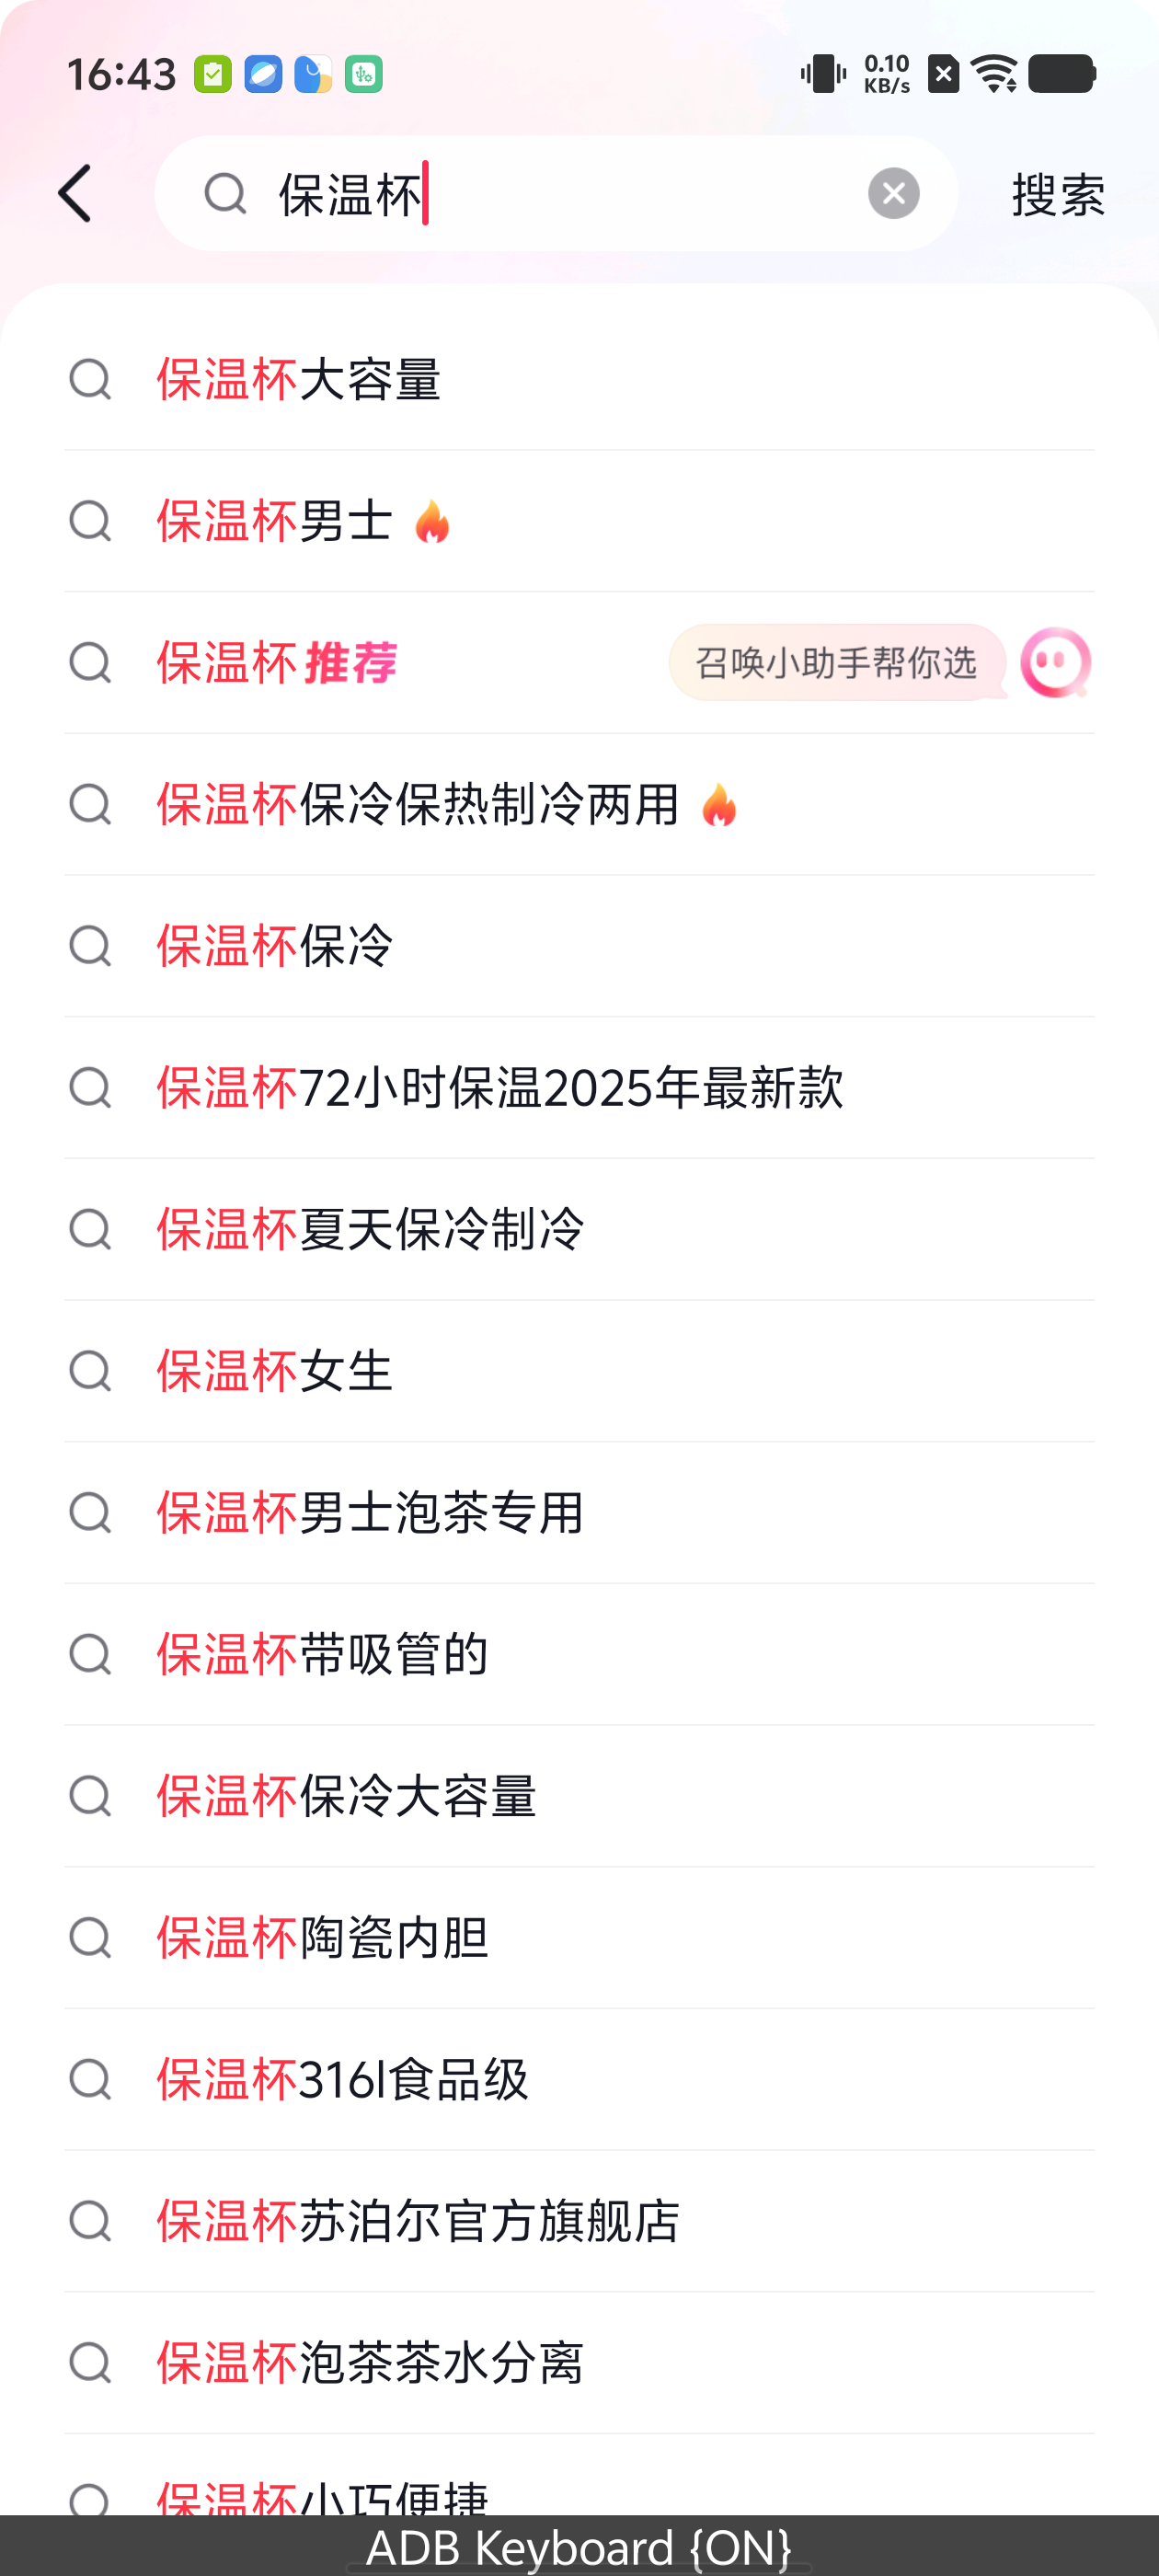 16:43
0.10
KB/s
保温杯
搜索
保温杯大容量
保温杯男士
保温杯推荐
召唤小助手帮你选
保温杯保冷保热制冷两用
保温杯保冷
保温杯72小时保温2025年最新款
保温杯夏天保冷制冷
保温杯女生
保温杯男士泡茶专用
保温杯带吸管的
保温杯保冷大容量
保温杯陶瓷内胆
保温杯316l食品级
保温杯苏泊尔官方旗舰店
保温杯泡茶茶水分离
保温杯小巧便捷
ADB Keyboard {ON}